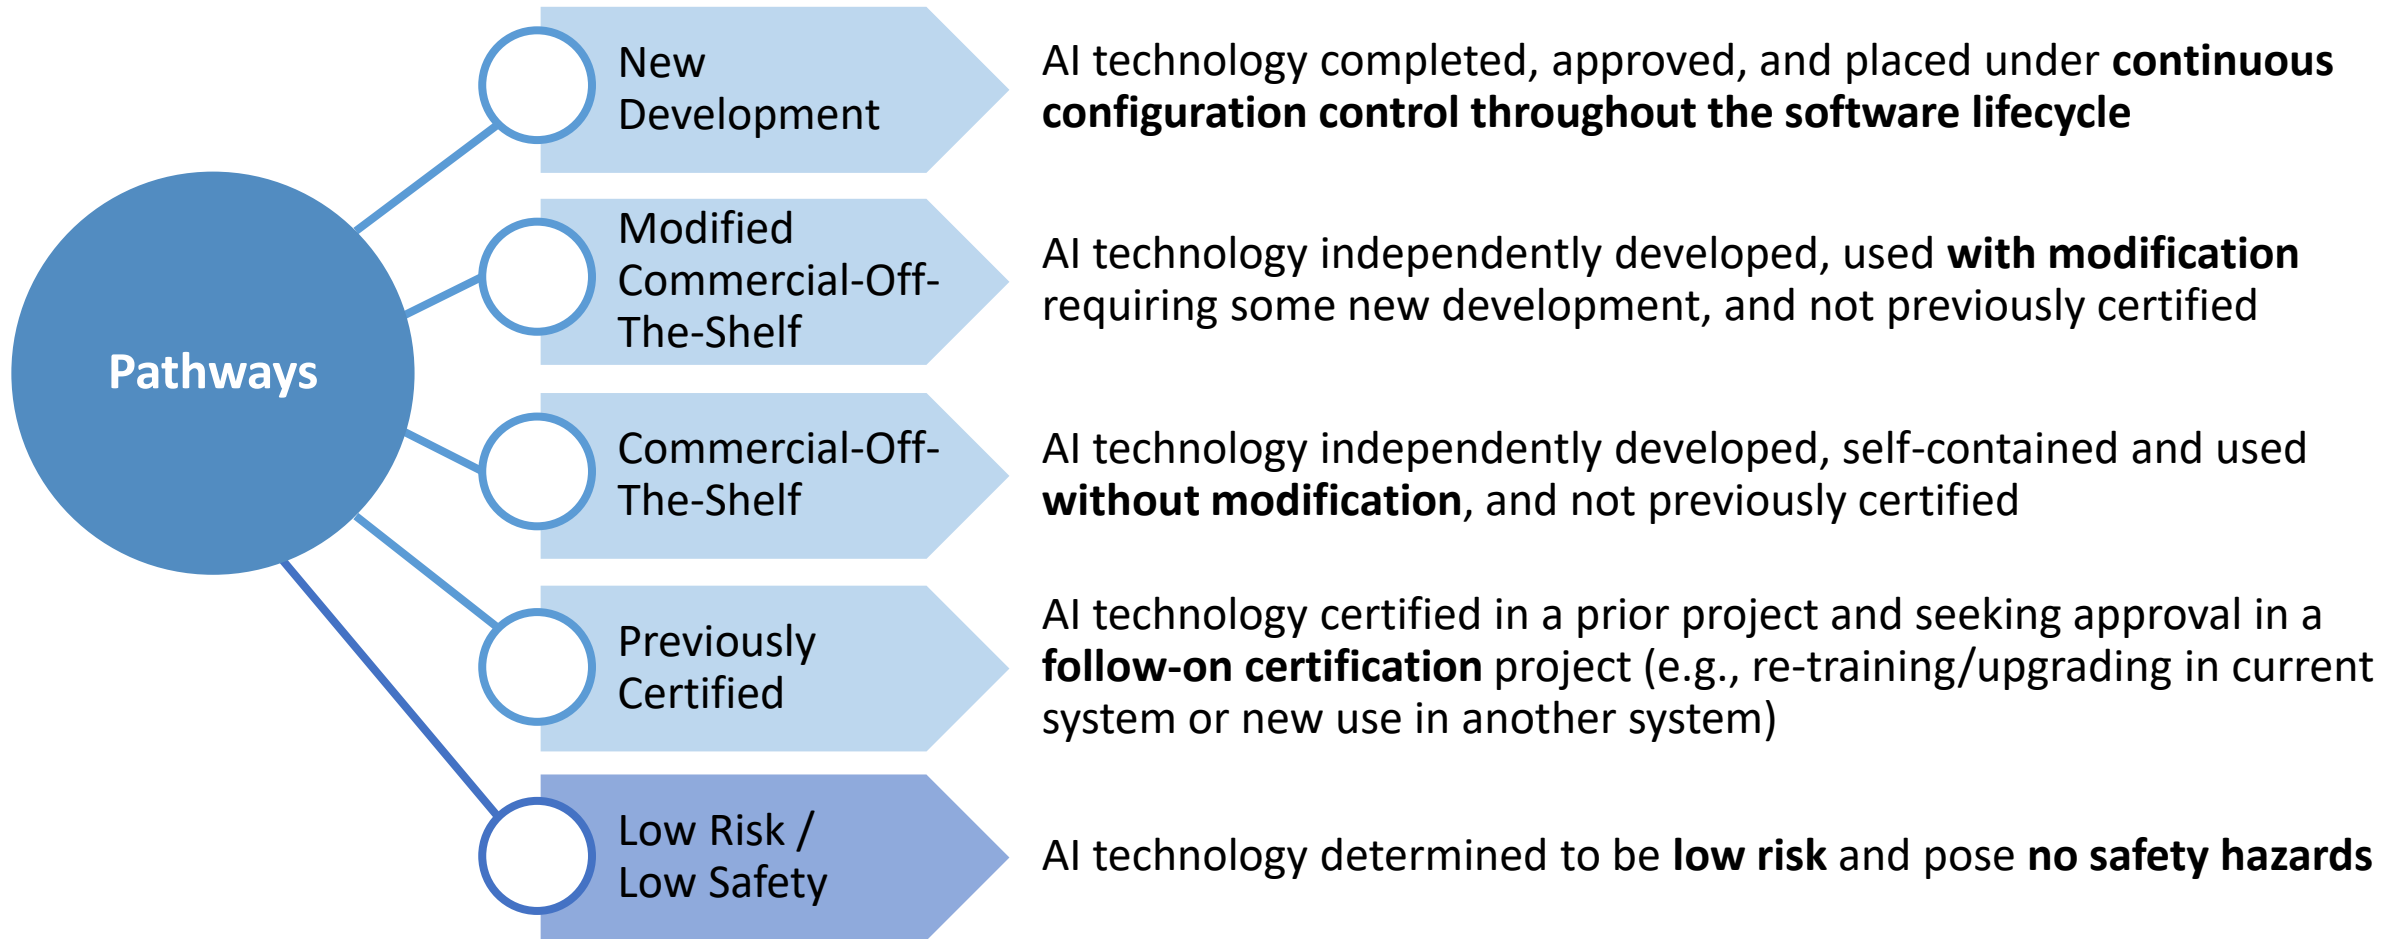 Pathways
New
Development
AI technology completed, approved, and placed under continuous
configuration control throughout the software lifecycle
Modified
Commercial-Off-
The-Shelf
AI technology independently developed, used with modification
requiring some new development, and not previously certified
Commercial-Off-
The-Shelf
AI technology independently developed, self-contained and used
without modification, and not previously certified
Previously
Certified
AI technology certified in a prior project and seeking approval in a
follow-on certification project (e.g., re-training/upgrading in current
system or new use in another system)
Low Risk /
Low Safety
AI technology determined to be low risk and pose no safety hazards